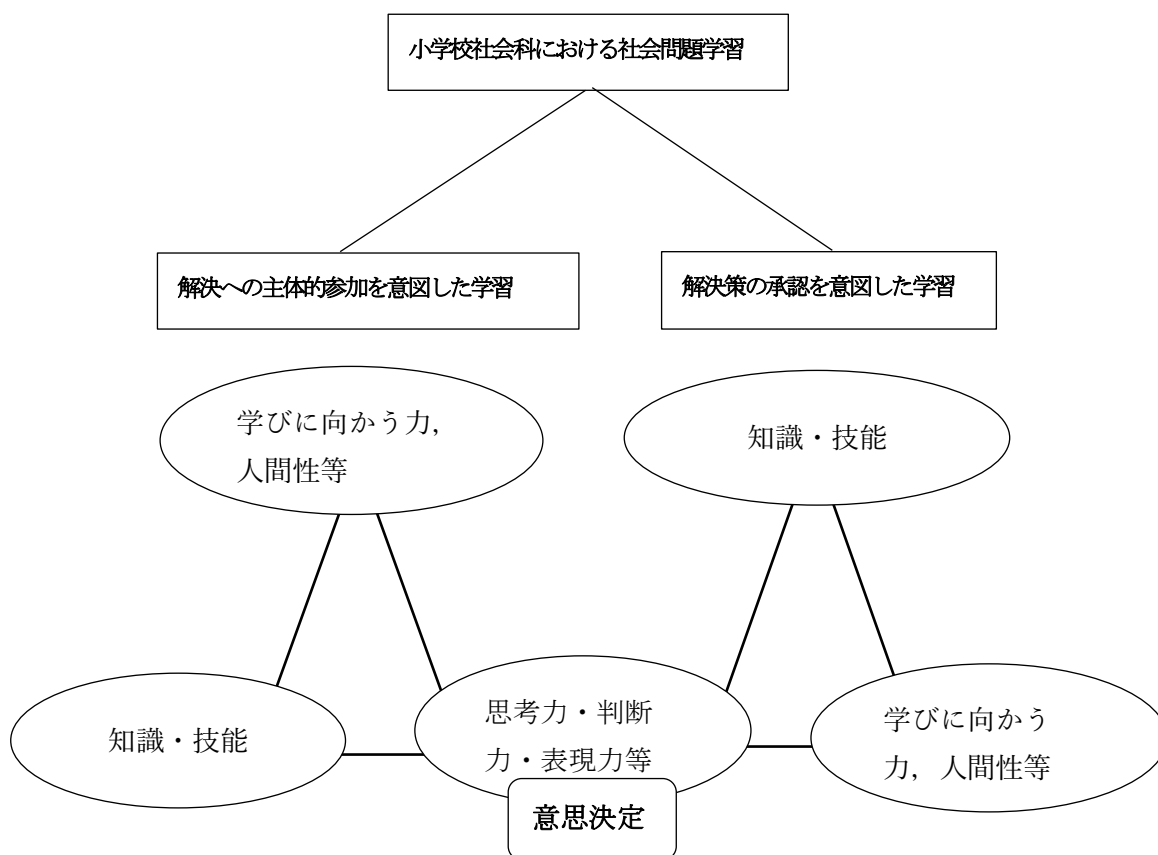 小学校社会科における社会問題学習
解決への主体的参加を意図した学習
解決策の承認を意図した学習
学びに向かう力，
人間性等
知識・技能
知識・技能
思考力・判断
力・表現力等
学びに向かう
力，人間性等
意思決定